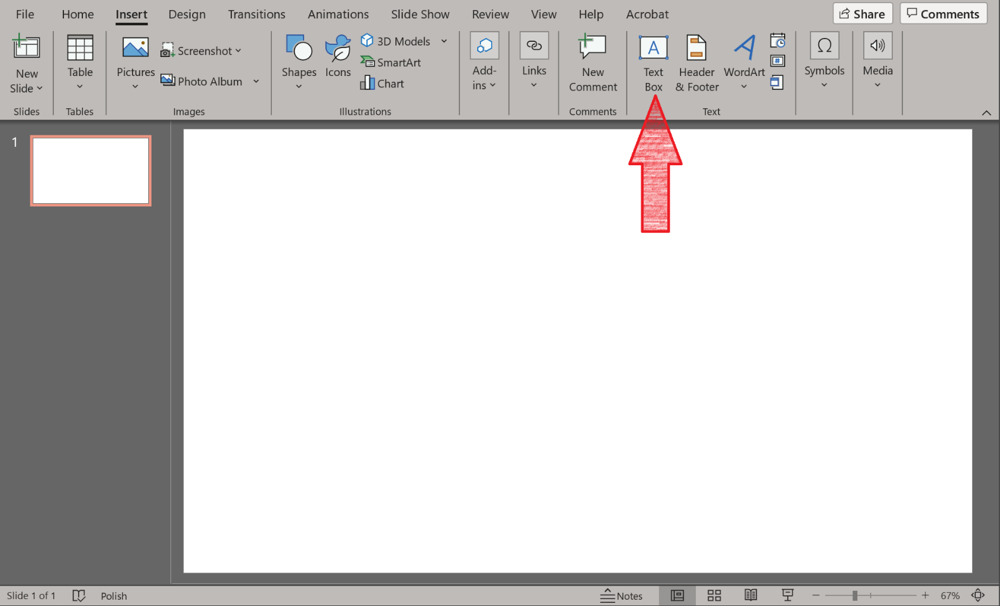 File Home Insert Design Transitions Animations Slide Show Review View Help Acrobat Share Comments
New
Slide
Table
Pictures
Screenshot
Photo Album
Shapes
Icons
3D Models
SmartArt
Chart
Add-
ins
Links
New
Comment
A
Text
Box
Header
& Footer
WordArt
#
Ω
Symbols
Media
Slides Tables Images Illustrations Comments Text
1
Slide 1 of 1 Polish Notes 67%